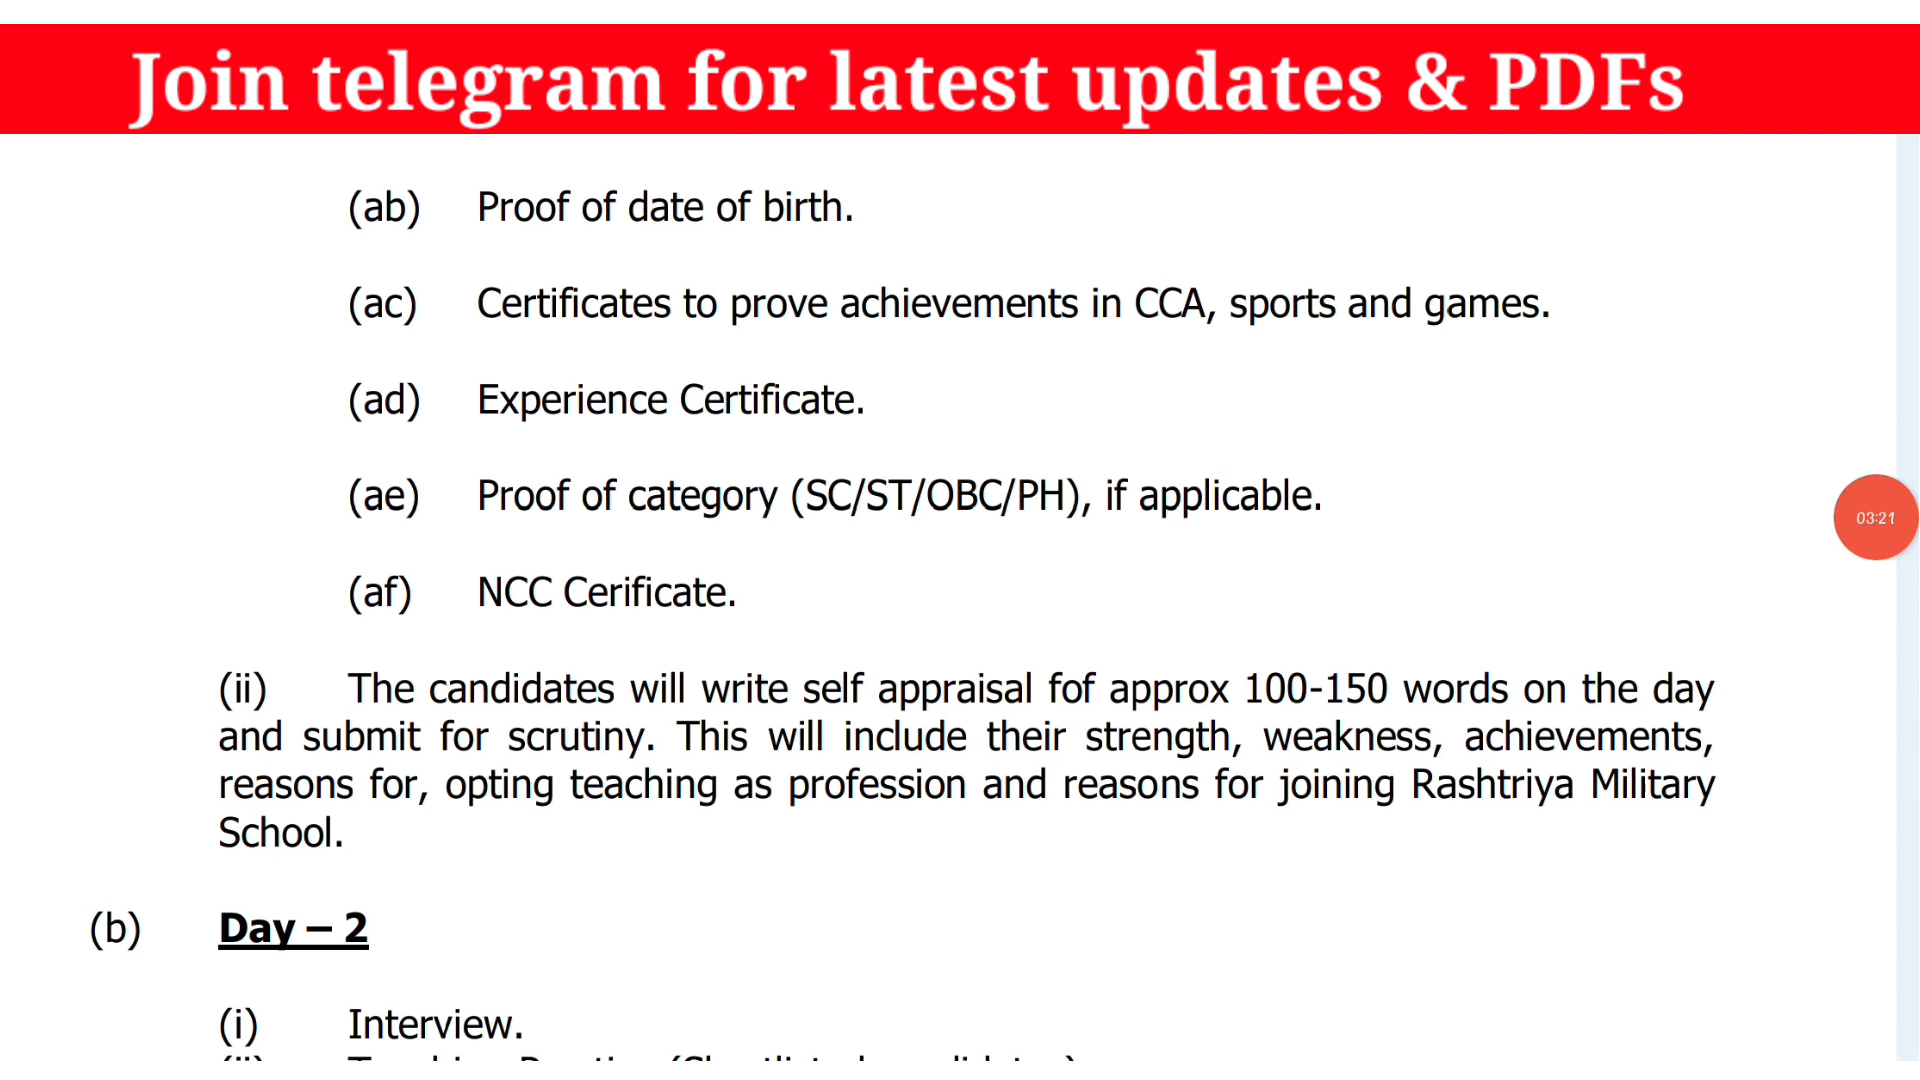 Join telegram for latest updates & PDFs
(ab) Proof of date of birth.
(ac) Certificates to prove achievements in CCA, sports and games.
(ad) Experience Certificate.
(ae) Proof of category (SC/ST/OBC/PH), if applicable.
03:21
(af) NCC Cerificate.
(ii) The candidates will write self appraisal fof approx 100-150 words on the day
and submit for scrutiny. This will include their strength, weakness, achievements,
reasons for, opting teaching as profession and reasons for joining Rashtriya Military
School.
(b) Day – 2
(i) Interview.